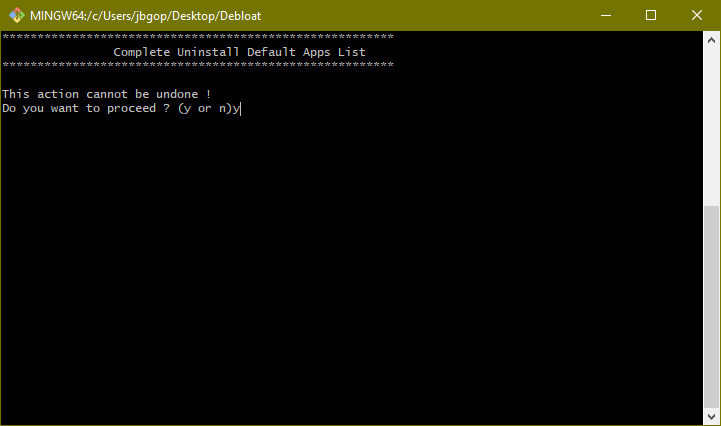 MINGW64:/c/Users/jbgop/Desktop/Debloat
********************************************************
Complete Uninstall Default Apps List
********************************************************
This action cannot be undone !
Do you want to proceed ? (y or n)y